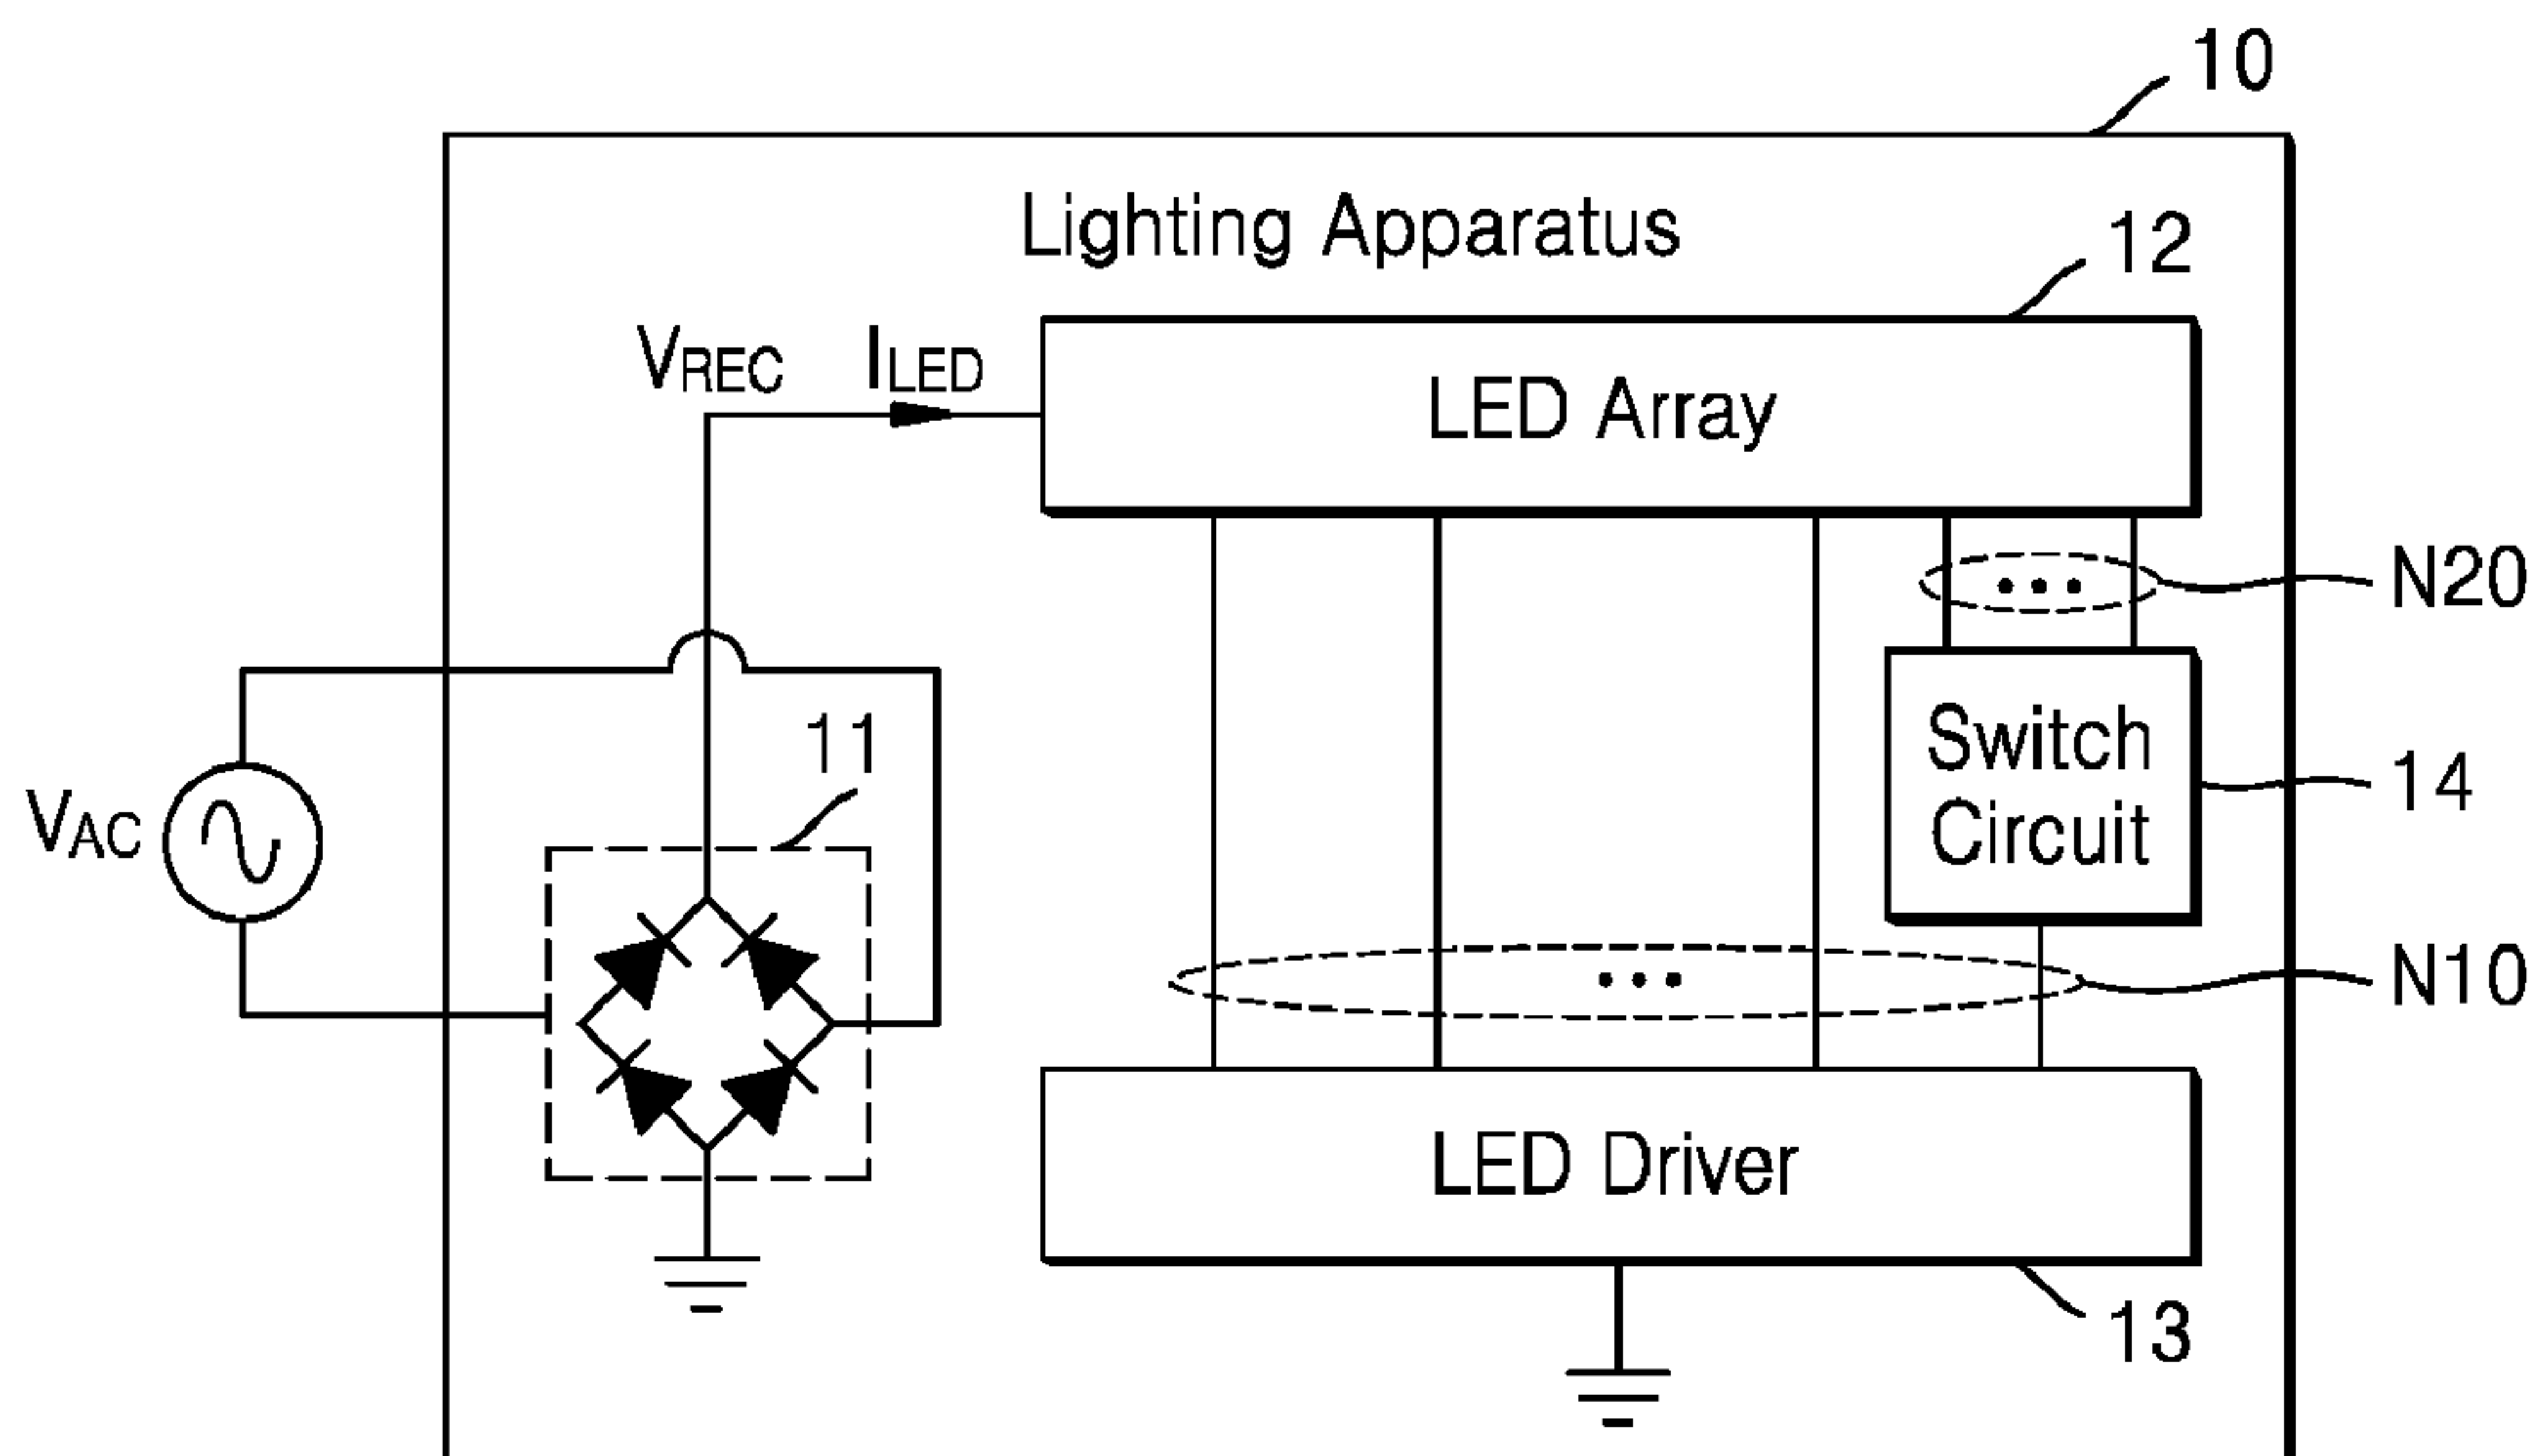 10
Lighting Apparatus
12
VREC ILED
LED Array
N20
11
Switch
Circuit
14
VAC
N10
LED Driver
13